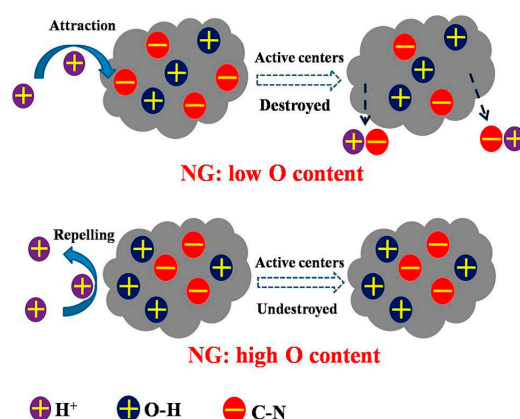 Attraction
Active centers
Destroyed
NG: low O content
Repelling
Active centers
Undestroyed
NG: high O content
H+ O-H C-N